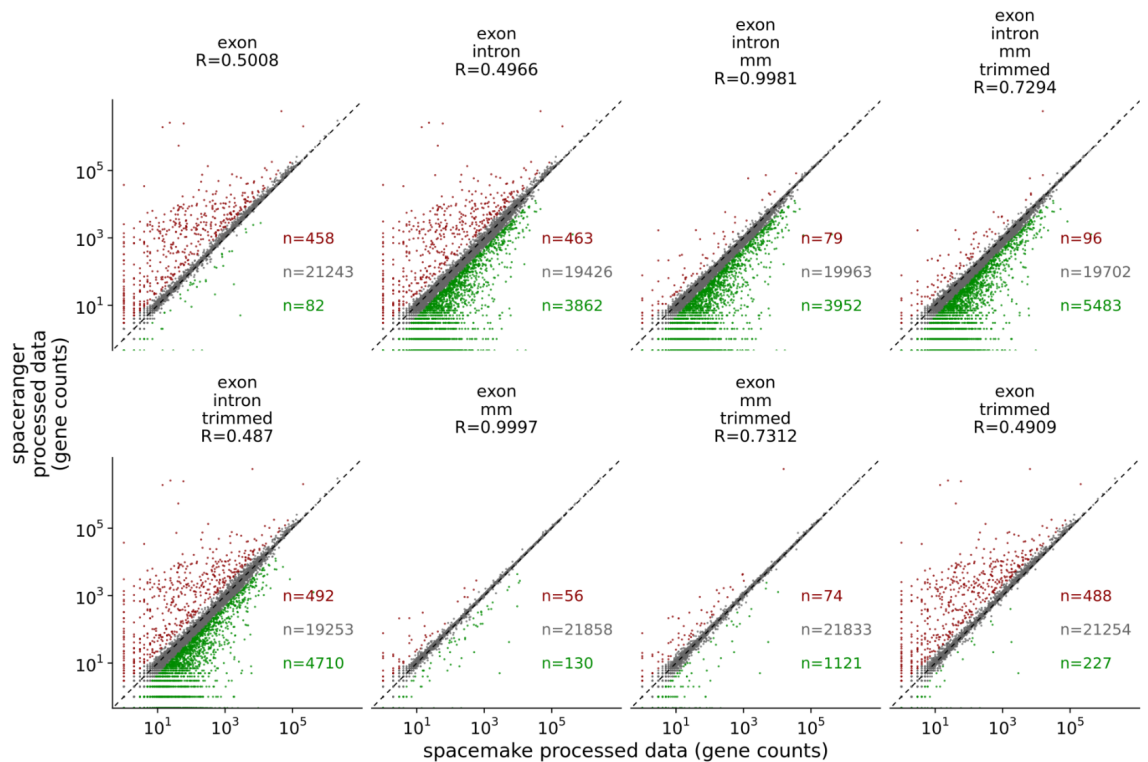 exon
R=0.5008
exon
intron
R=0.4966
exon
intron
mm
R=0.9981
exon
intron
mm
trimmed
R=0.7294
10^5
10^3
10^1
n=458
n=21243
n=82
n=463
n=19426
n=3862
n=79
n=19963
n=3952
n=96
n=19702
n=5483
spaceranger
processed data
(gene counts)
exon
intron
trimmed
R=0.487
exon
mm
R=0.9997
exon
mm
trimmed
R=0.7312
exon
trimmed
R=0.4909
10^5
10^3
10^1
n=492
n=19253
n=4710
n=56
n=21858
n=130
n=74
n=21833
n=1121
n=488
n=21254
n=227
10^1 10^3 10^5
10^1 10^3 10^5
10^1 10^3 10^5
10^1 10^3 10^5
spacemake processed data (gene counts)